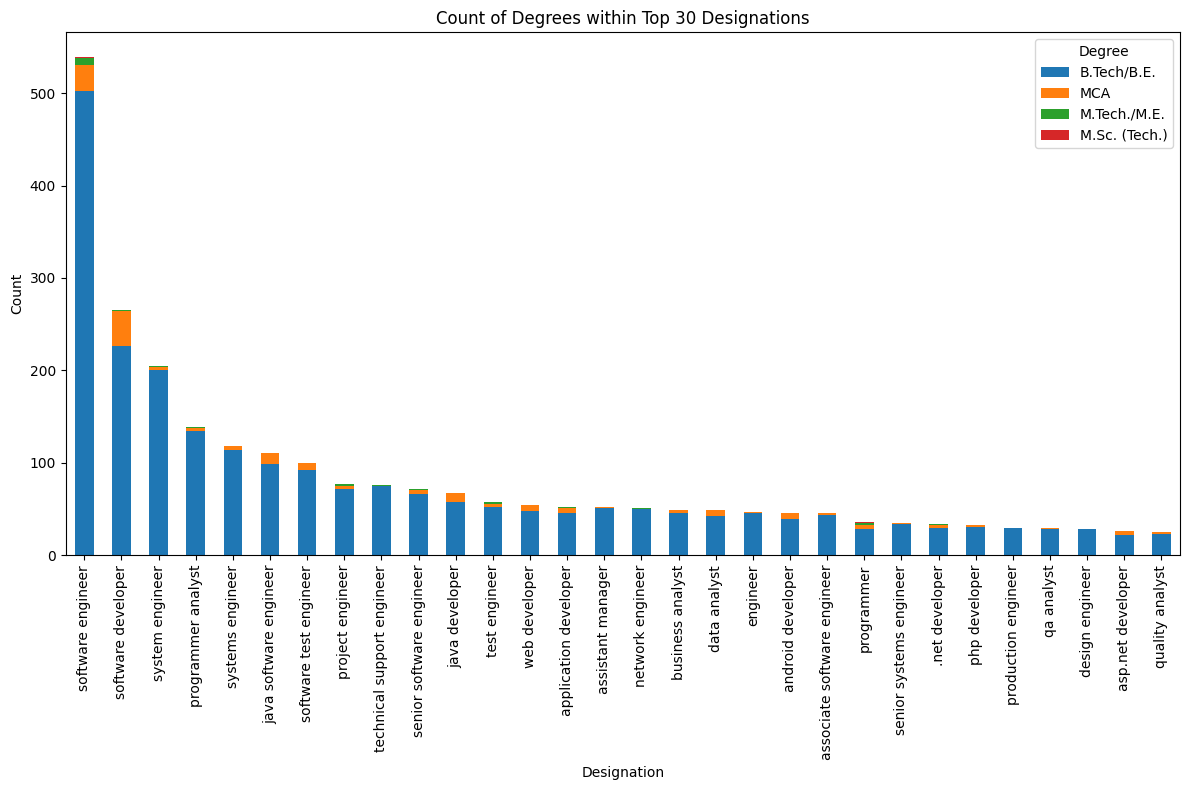 Count of Degrees within Top 30 Designations
Degree
B.Tech/B.E.
MCA
M.Tech./M.E.
M.Sc. (Tech.)
Count
500
400
300
200
100
0
software engineer
software developer
system engineer
programmer analyst
systems engineer
java software engineer
software test engineer
project engineer
technical support engineer
senior software engineer
java developer
test engineer
web developer
application developer
assistant manager
network engineer
business analyst
data analyst
engineer
android developer
associate software engineer
programmer
senior systems engineer
.net developer
php developer
production engineer
qa analyst
design engineer
asp.net developer
quality analyst
Designation